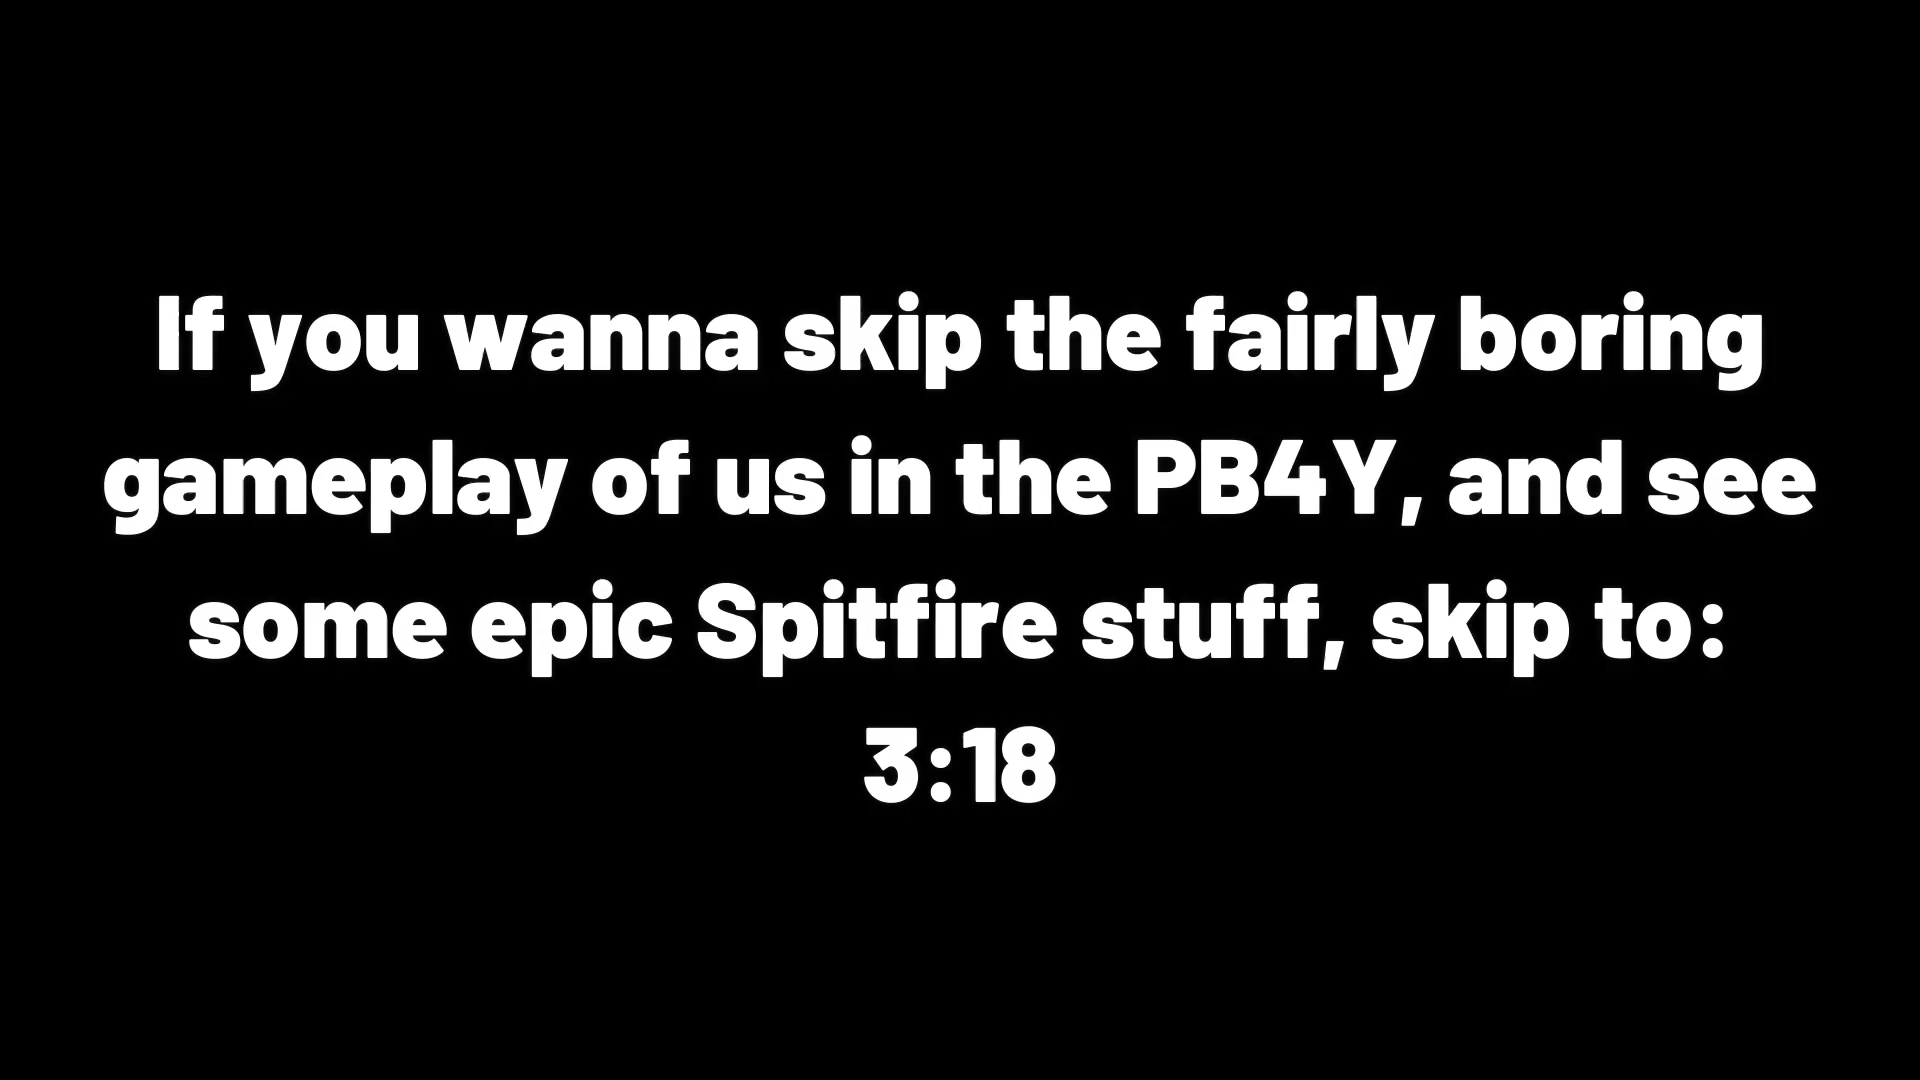 If you wanna skip the fairly boring
gameplay of us in the PB4Y, and see
some epic Spitfire stuff, skip to:
3:18